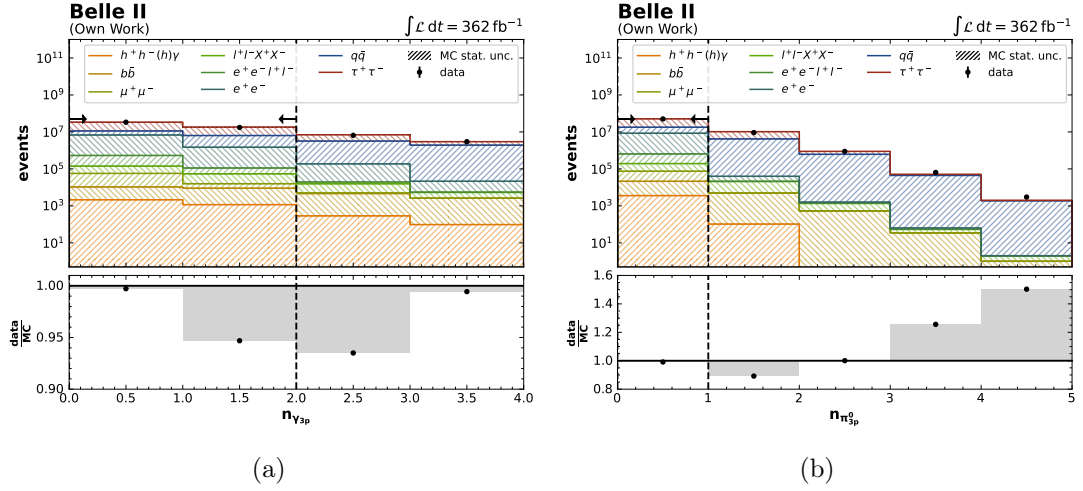 Belle II
(Own Work)
∫ℒ dt = 362 fb⁻¹
h⁺h⁻(h)γ
bb̄
μ⁺μ⁻
l⁺l⁻X⁺X⁻
e⁺e⁻l⁺l⁻
e⁺e⁻
qq̄
τ⁺τ⁻
MC stat. unc.
data
events
10¹¹
10⁹
10⁷
10⁵
10³
10¹
data/MC
1.00
0.95
0.90
0.0 0.5 1.0 1.5 2.0 2.5 3.0 3.5 4.0
n_γ₃ₚ
(a)
Belle II
(Own Work)
∫ℒ dt = 362 fb⁻¹
h⁺h⁻(h)γ
bb̄
μ⁺μ⁻
l⁺l⁻X⁺X⁻
e⁺e⁻l⁺l⁻
e⁺e⁻
qq̄
τ⁺τ⁻
MC stat. unc.
data
events
10¹¹
10⁹
10⁷
10⁵
10³
10¹
data/MC
1.6
1.4
1.2
1.0
0.8
0 1 2 3 4 5
n_π⁰₃ₚ
(b)